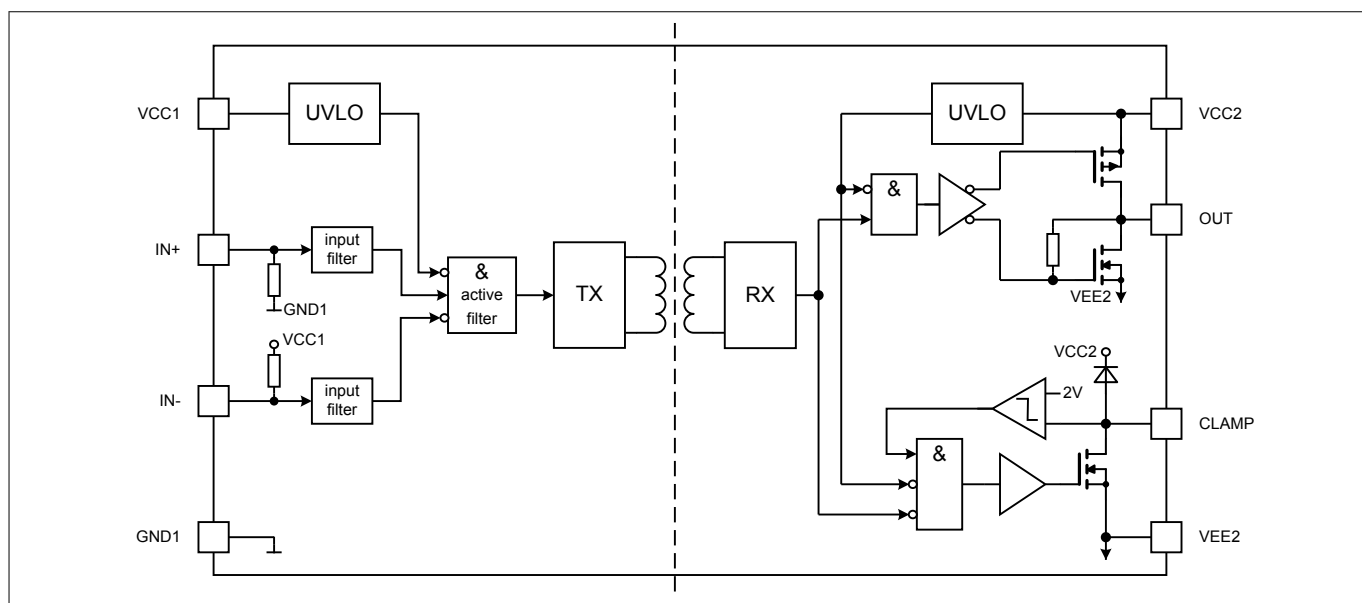 VCC1
UVLO
UVLO
VCC2
&
IN+
input
filter
GND1
&
active
filter
TX
RX
OUT
VEE2
VCC1
IN-
input
filter
VCC2
2V
CLAMP
&
GND1
VEE2